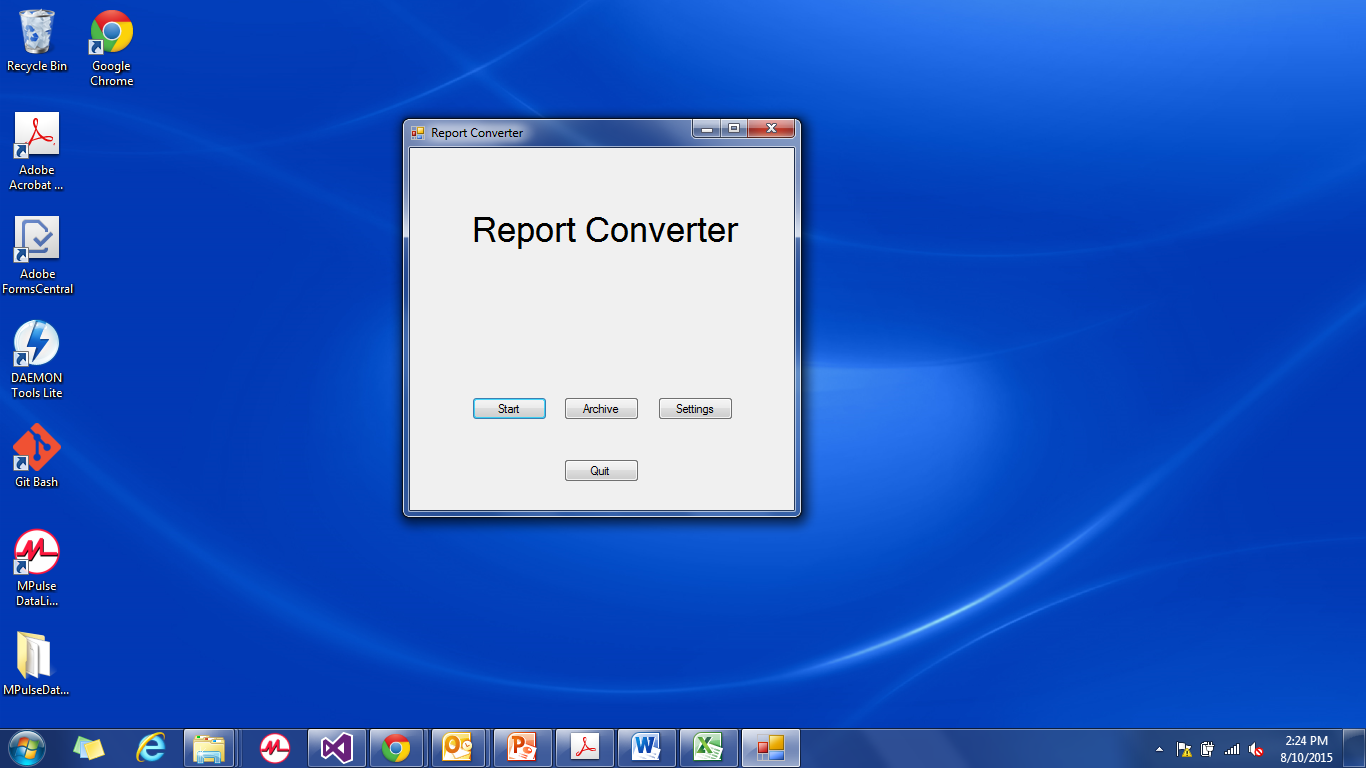 Recycle Bin
Google
Chrome
Adobe
Acrobat ...
Adobe
FormsCentral
DAEMON
Tools Lite
Git Bash
MPulse
DataLi...
MPulseDat...
Report Converter
Report Converter
Start
Archive
Settings
Quit
2:24 PM
8/10/2015